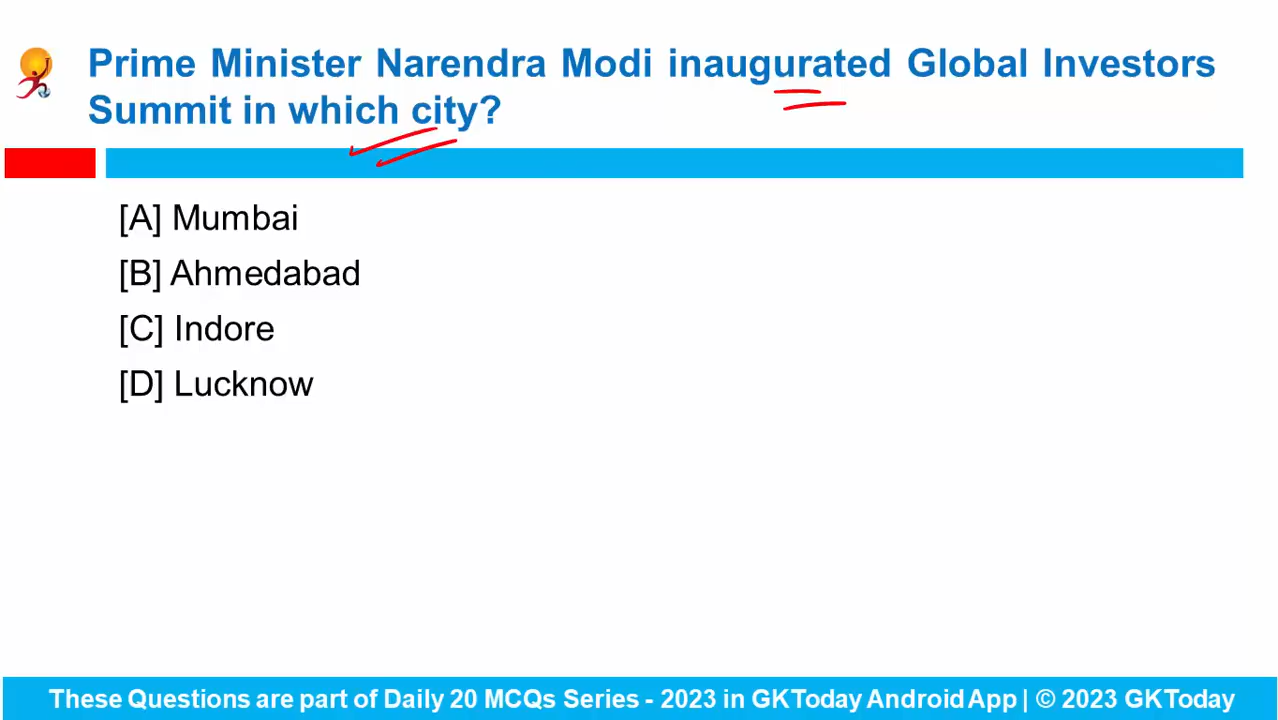 Prime Minister Narendra Modi inaugurated Global Investors
Summit in which city?
[A] Mumbai
[B] Ahmedabad
[C] Indore
[D] Lucknow
These Questions are part of Daily 20 MCQs Series - 2023 in GKToday Android App | © 2023 GKToday